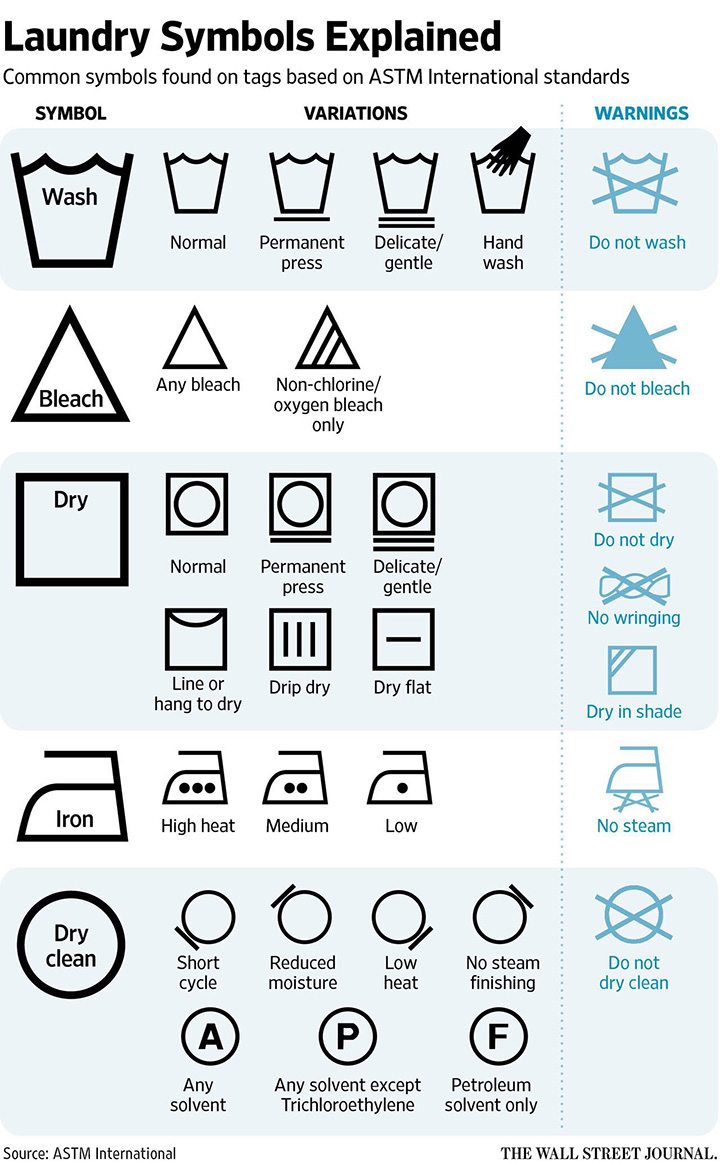 Laundry Symbols Explained
Common symbols found on tags based on ASTM International standards
SYMBOL VARIATIONS WARNINGS
Wash
Normal
Permanent
press
Delicate/
gentle
Hand
wash
Do not wash
Bleach
Any bleach
Non-chlorine/
oxygen bleach
only
Do not bleach
Dry
Normal
Permanent
press
Delicate/
gentle
Line or
hang to dry
Drip dry
Dry flat
Do not dry
No wringing
Dry in shade
Iron
High heat
Medium
Low
No steam
Dry
clean
Short
cycle
Reduced
moisture
Low
heat
No steam
finishing
Do not
dry clean
A
Any
solvent
P
Any solvent except
Trichloroethylene
F
Petroleum
solvent only
Source: ASTM International
THE WALL STREET JOURNAL.